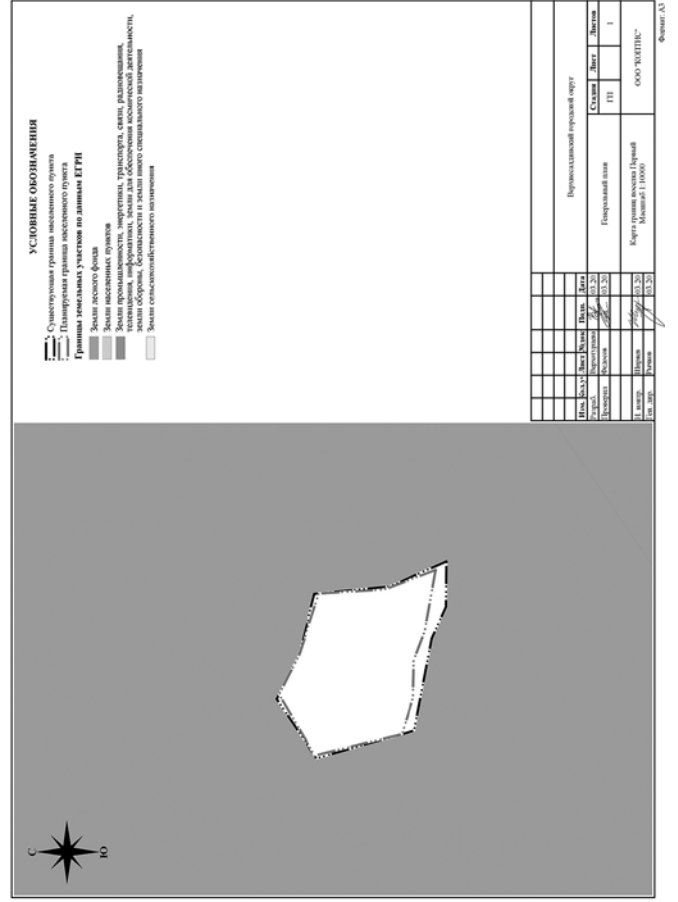 УСЛОВНЫЕ ОБОЗНАЧЕНИЯ
Существующая граница населенного пункта
Планируемая граница населенного пункта
Границы земельных участков по данным ЕГРН
Земли лесного фонда
Земли населенных пунктов
Земли промышленности, энергетики, транспорта, связи, радиовещания,
телевидения, информатики, земли для обеспечения космической деятельности,
земли обороны, безопасности и земли иного специального назначения
Земли сельскохозяйственного назначения
С
Ю
Верхнесалдинский городской округ
Изм. Кол.уч Лист №док Подп. Дата
Разраб. 03.20
Проверил Федосов 03.20
Н. контр. Ширяев 03.20
Ген. дир. Рычков 03.20
Генеральный план
Стадия Лист Листов
ГП 1
Карта границ поселка Первый
Масштаб 1:10000
ООО "КОПТИС"
Формат А3